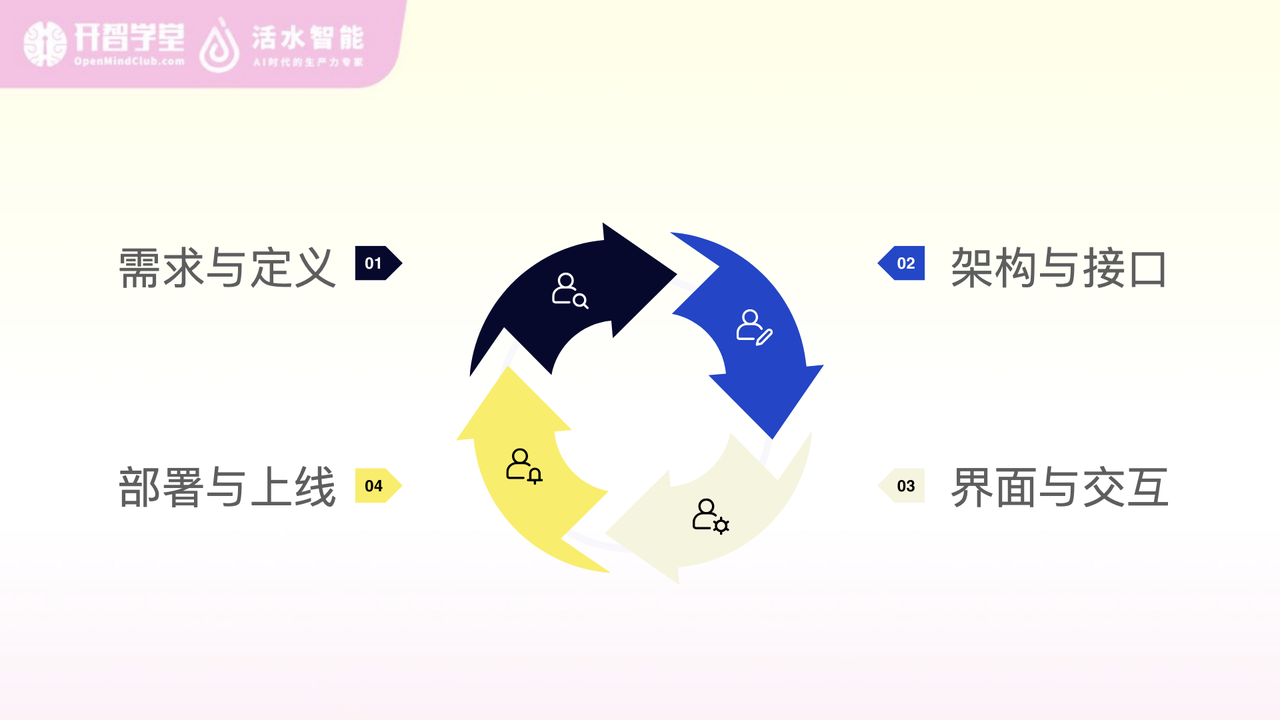 开智学堂
OpenMindClub.com
活水智能
AI时代的生产力专家
需求与定义
01
02
架构与接口
部署与上线
04
03
界面与交互